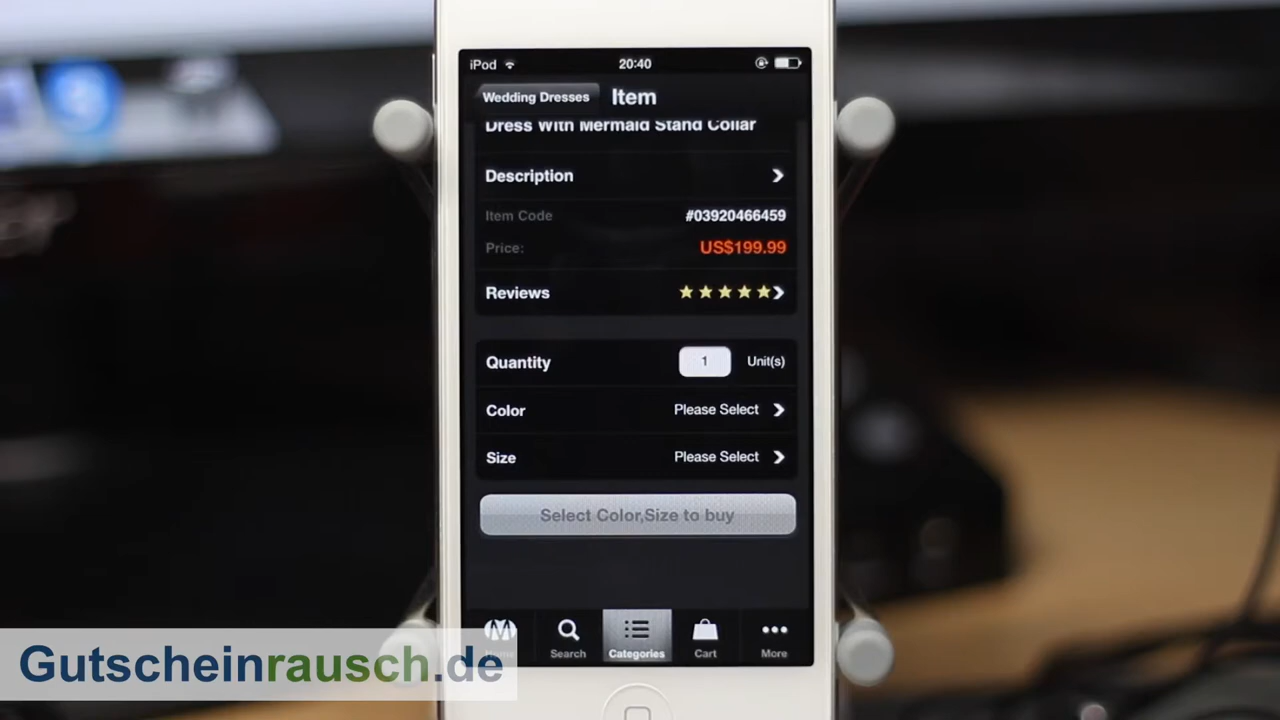 iPod 20:40
Wedding Dresses Item
Dress With Mermaid Stand Collar
Description
Item Code #03920466459
Price: US$199.99
Reviews
Quantity 1 Unit(s)
Color Please Select
Size Please Select
Select Color,Size to buy
Search Categories Cart More
Gutscheinrausch.de